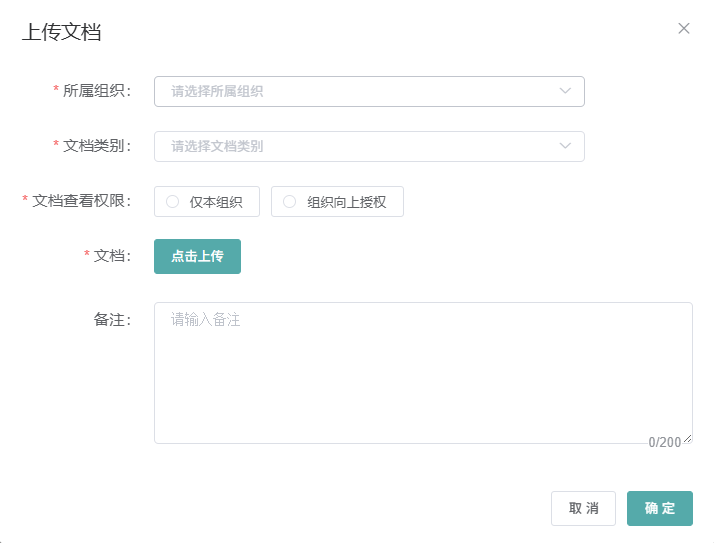 上传文档
* 所属组织: 请选择所属组织
* 文档类别: 请选择文档类别
* 文档查看权限: 仅本组织 组织向上授权
* 文档: 点击上传
备注: 请输入备注
0/200
取 消 确 定